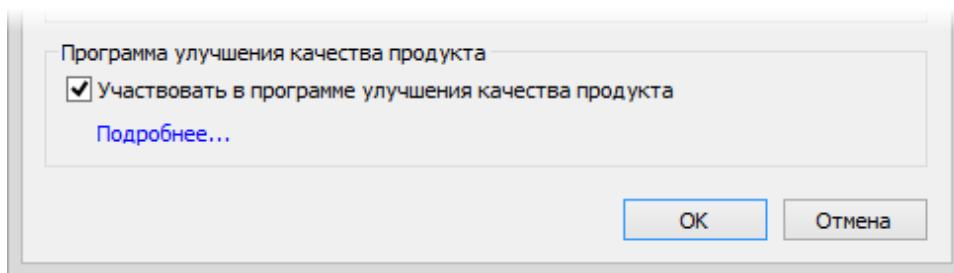 Программа улучшения качества продукта
Участвовать в программе улучшения качества продукта
Подробнее...
OK
Отмена